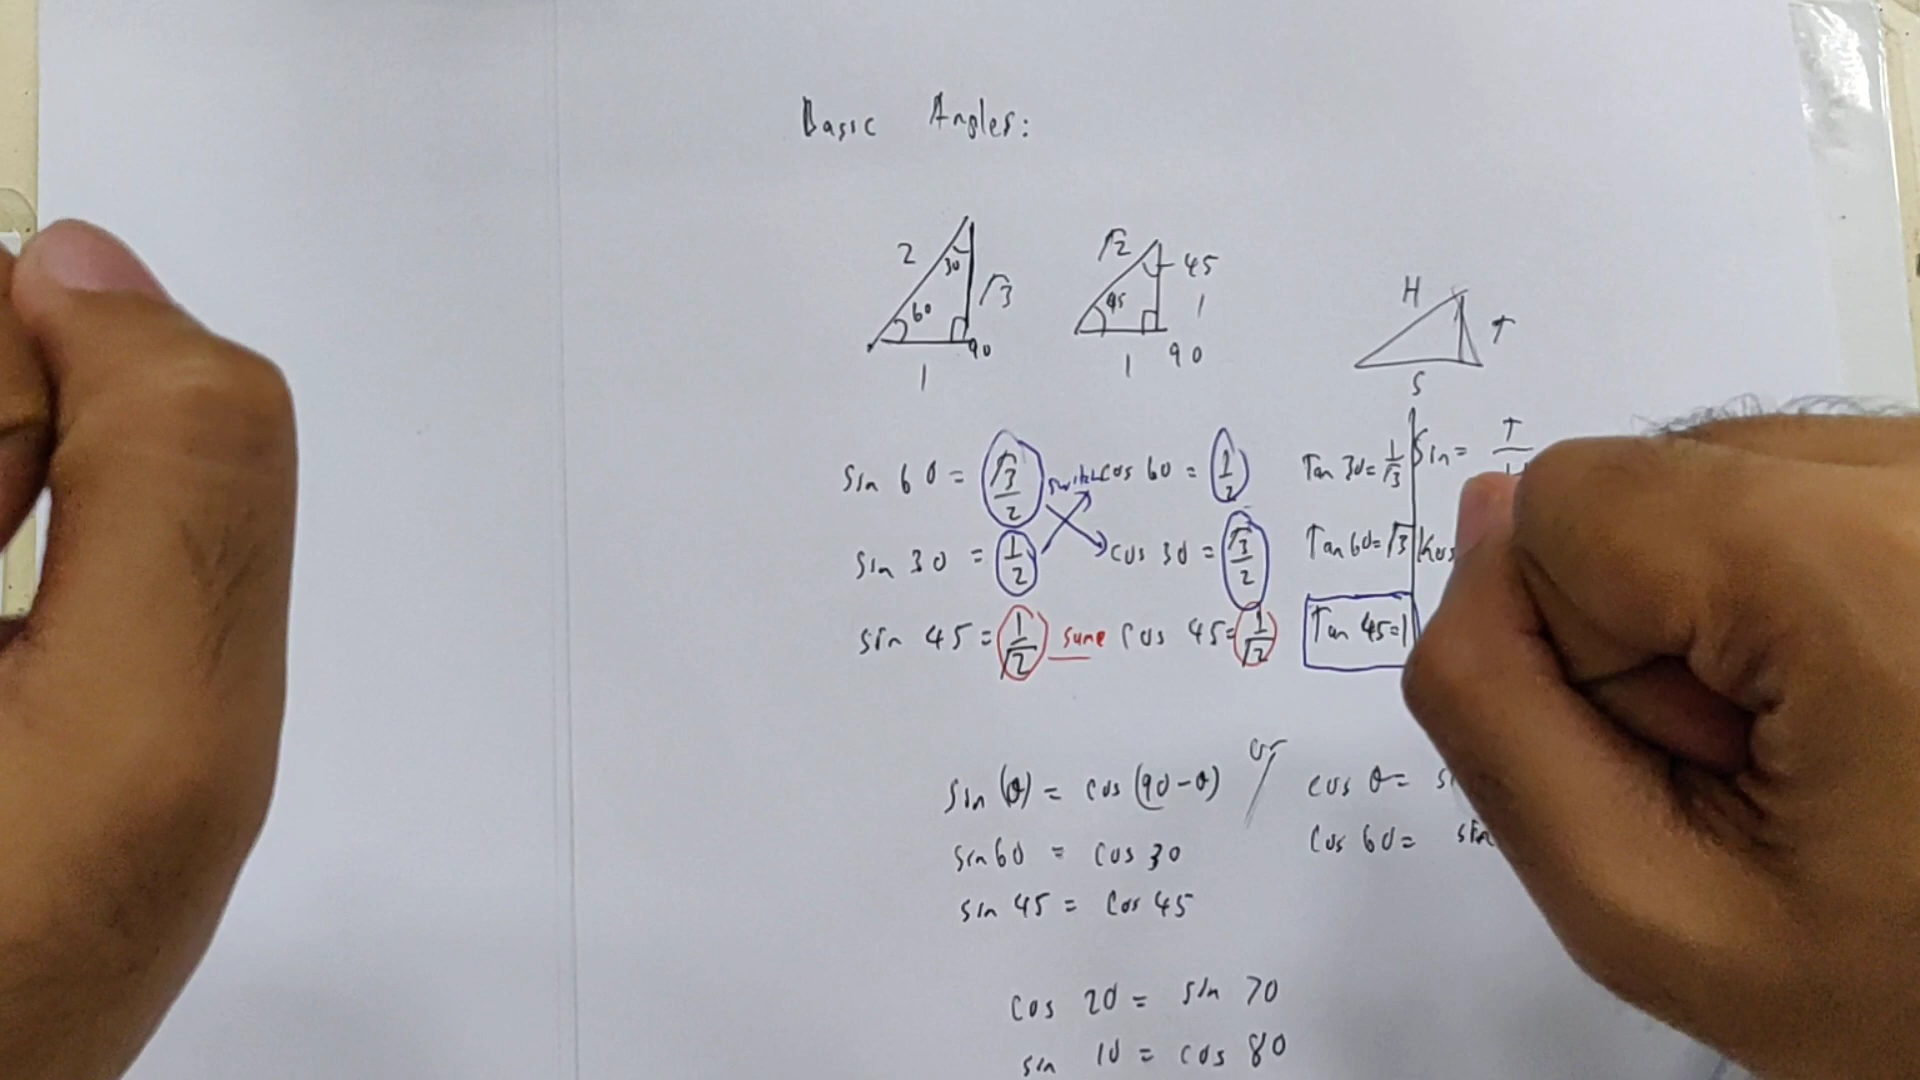 Basic Angles:
2
30
60
√3
90
1
√2
45
45
1
1
90
H
T
S
sin 60 = √3/2 switch cos 60 = 1/2
Tan 30 = 1/√3
Sin = T/
sin 30 = 1/2 cos 30 = √3/2
Tan 60 = √3
sin 45 = 1/√2 same cos 45 = 1/√2
Tan 45 = 1
sin (θ) = cos (90-θ) or cos θ =
sin 60 = cos 30 cos 60 = sin
sin 45 = cos 45
cos 20 = sin 70
sin 10 = cos 80